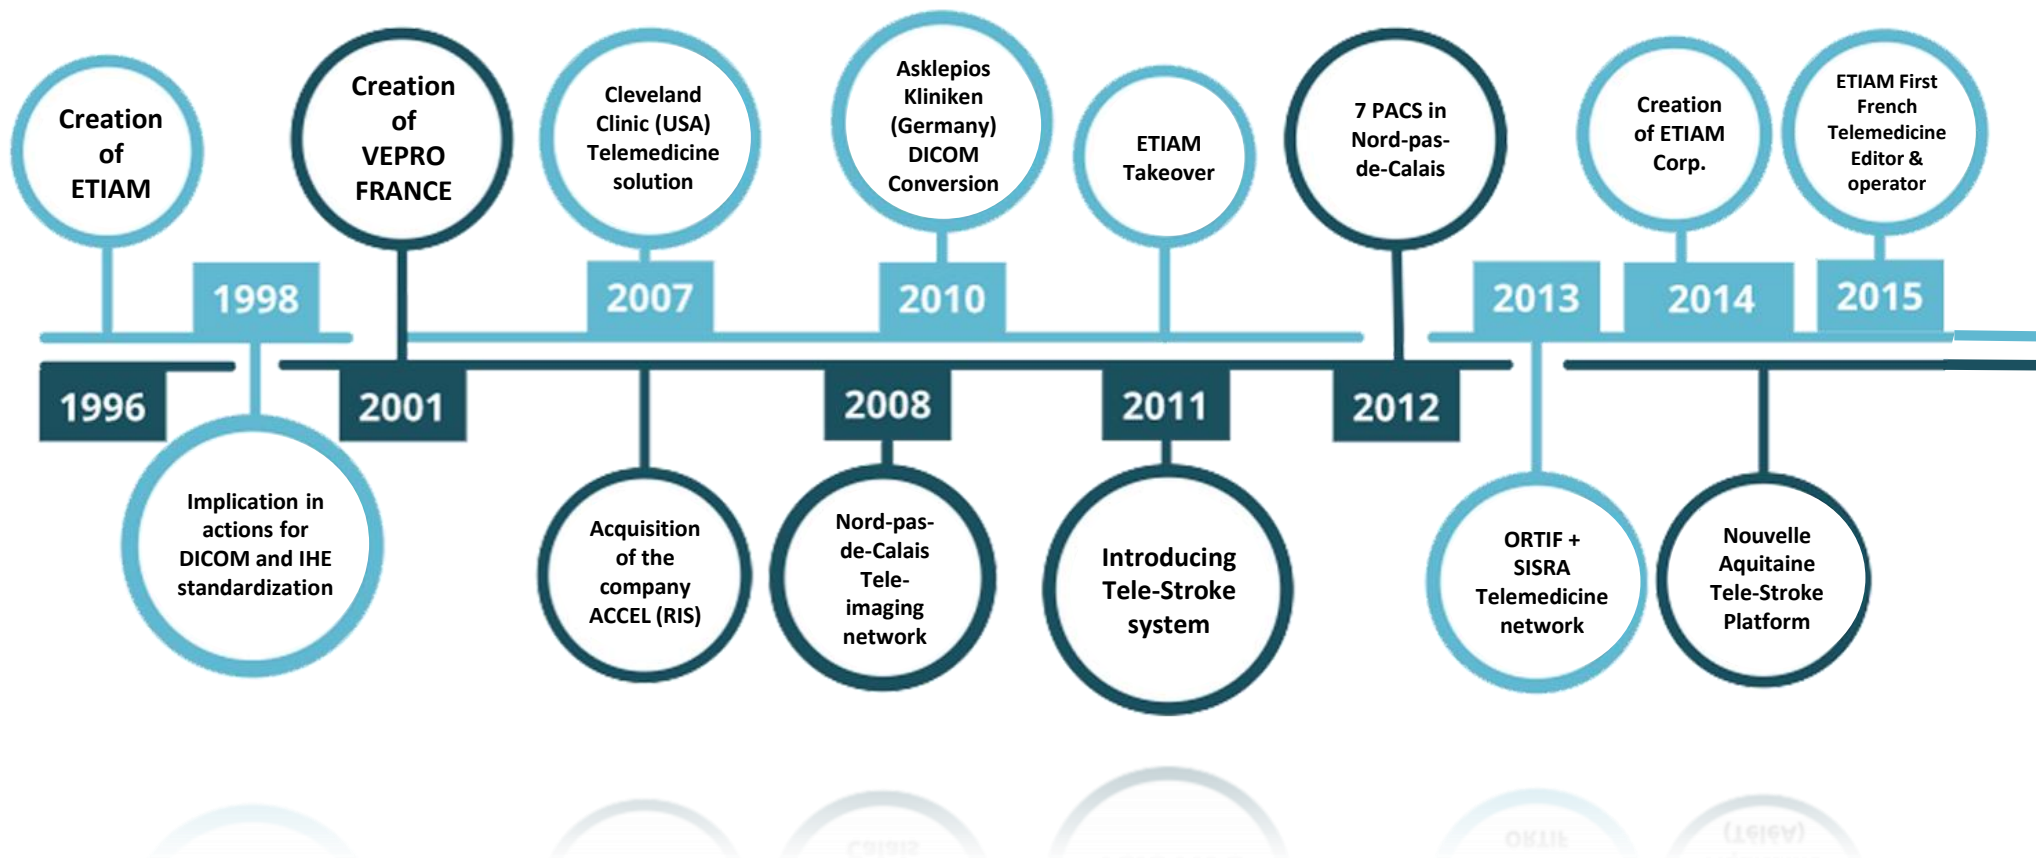 Creation
of
ETIAM
Creation
of
VEPRO
FRANCE
Cleveland
Clinic (USA)
Telemedicine
solution
Asklepios
Kliniken
(Germany)
DICOM
Conversion
ETIAM
Takeover
7 PACS in
Nord-pas-
de-Calais
Creation
of ETIAM
Corp.
ETIAM First
French
Telemedicine
Editor &
operator
1998
2007
2010
2013
2014
2015
1996
2001
2008
2011
2012
Implication in
actions for
DICOM and IHE
standardization
Acquisition
of the
company
ACCEL (RIS)
Nord-pas-
de-Calais
Tele-
imaging
network
Introducing
Tele-Stroke
system
ORTIF +
SISRA
Telemedicine
network
Nouvelle
Aquitaine
Tele-Stroke
Platform
Calais
ORTIF
(TéléA)